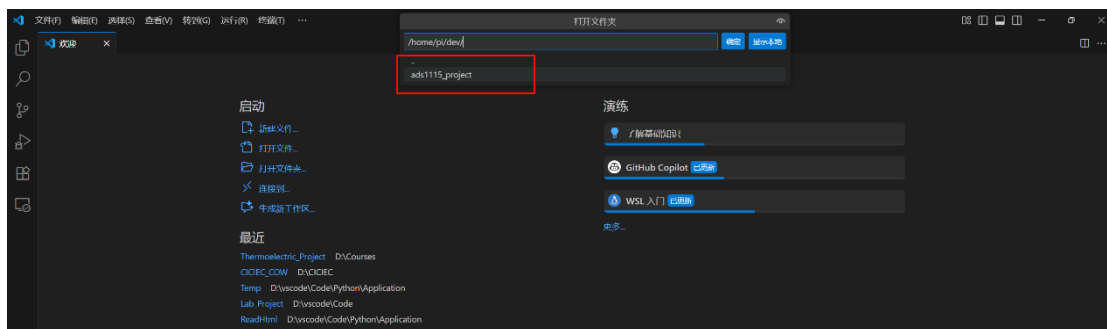 文件(F) 编辑(E) 选择(S) 查看(V) 转到(G) 运行(R) 终端(T) ···
打开文件夹
欢迎
/home/pi/dev/
确定 显示本地
..
ads1115_project
启动
新建文件...
打开文件...
打开文件夹...
连接到...
生成新工作区...
最近
Thermoelectric_Project D:\Courses
CICIEC_COW D:\CICIEC
Temp D:\vscode\Code\Python\Application
Lab_Project D:\vscode\Code
ReadHtml D:\vscode\Code\Python\Application
演练
了解基础知识
GitHub Copilot 已更新
WSL 入门 已更新
更多...